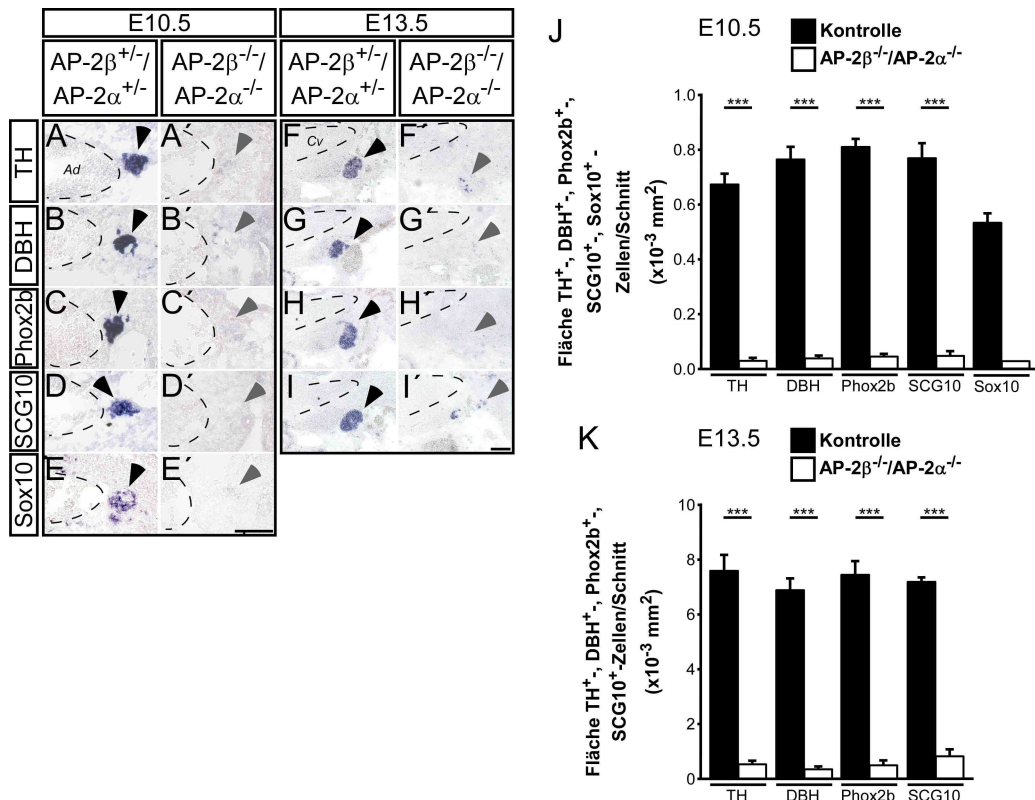 E10.5 E13.5
AP-2β+/-/ AP-2β-/-/ AP-2β+/-/ AP-2β-/-/
AP-2α+/- AP-2α-/- AP-2α+/- AP-2α-/-
TH
A A´ F F´
Ad Cv
DBH
B B´ G G´
Phox2b
C C´ H H´
SCG10
D D´ I I´
Sox10
E E´
J E10.5
Kontrolle
AP-2β-/-/AP-2α-/-
Fläche TH+-, DBH+-, Phox2b+-,
SCG10+-, Sox10+ -
Zellen/Schnitt
(x10-3 mm2)
1.0
0.8
0.6
0.4
0.2
0.0
*** *** *** ***
TH DBH Phox2b SCG10 Sox10
K E13.5
Kontrolle
AP-2β-/-/AP-2α-/-
Fläche TH+-, DBH+-, Phox2b+-,
SCG10+-Zellen/Schnitt
(x10-3 mm2)
10
8
6
4
2
0
*** *** *** ***
TH DBH Phox2b SCG10